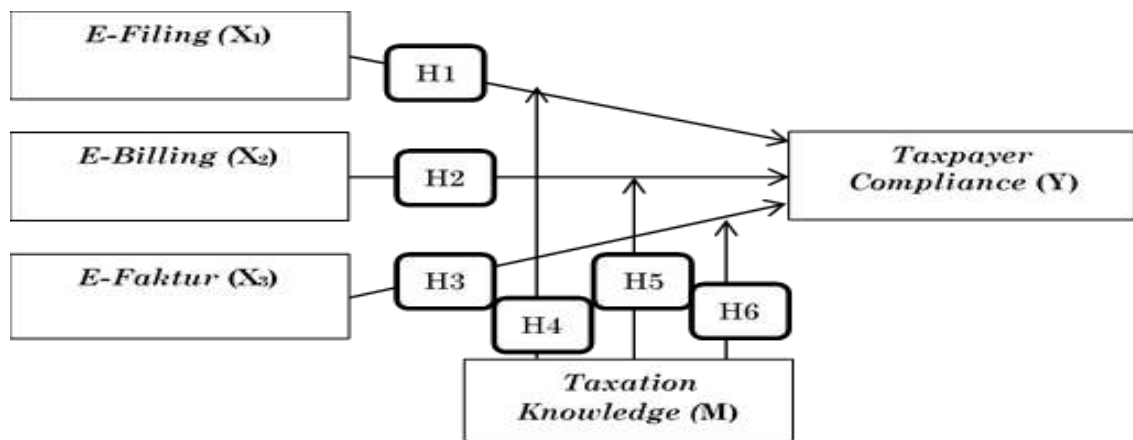 E-Filing (X₁)
H1
E-Billing (X₂)
H2
Taxpayer
Compliance (Y)
E-Faktur (X₃)
H3
H4
H5
H6
Taxation
Knowledge (M)